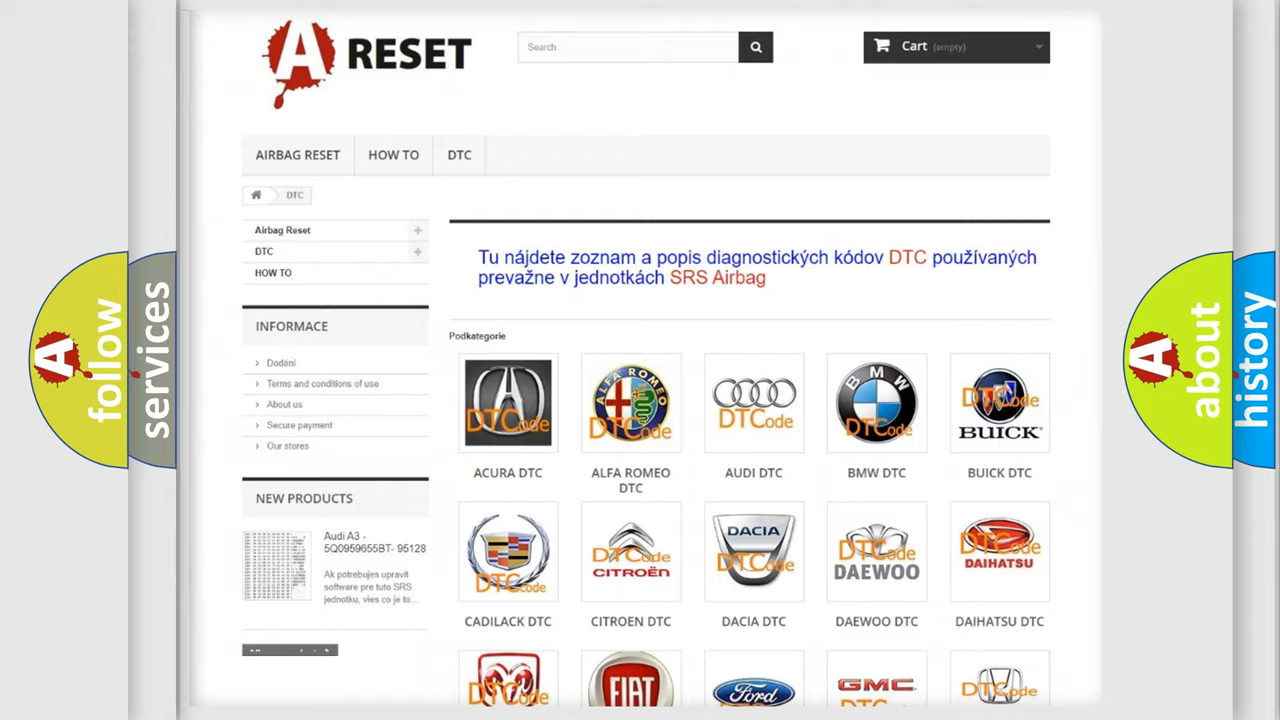 A RESET
Search
Cart (empty)
AIRBAG RESET
HOW TO
DTC
DTC
Airbag Reset
DTC
HOW TO
Tu nájdete zoznam a popis diagnostických kódov DTC používaných
prevažne v jednotkách SRS Airbag
INFORMACE
Dodání
Terms and conditions of use
About us
Secure payment
Our stores
NEW PRODUCTS
Audi A3 -
5Q0959655BT- 95128
Ak potrebujes upravit
software pre tuto SRS
jednotku, vies co je to...
Podkategorie
DTCode
ALFA ROMEO
DTCode
DTCode
BMW
DTCode
DTCode
BUICK
ACURA DTC
ALFA ROMEO
DTC
AUDI DTC
BMW DTC
BUICK DTC
DTCode
DTCode
CITROËN
DACIA
DTCode
DTCode
DAEWOO
DTCode
DAIHATSU
CADILACK DTC
CITROEN DTC
DACIA DTC
DAEWOO DTC
DAIHATSU DTC
DTCode
FIAT
Ford
GMC
DTCode
A follow
services
A about
history